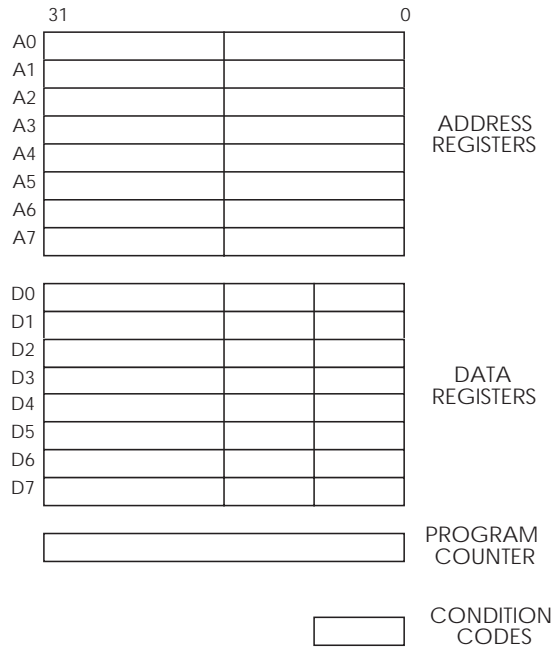 31 0
A0
A1
A2
A3
A4
A5
A6
A7
ADDRESS
REGISTERS
D0
D1
D2
D3
D4
D5
D6
D7
DATA
REGISTERS
PROGRAM
COUNTER
CONDITION
CODES